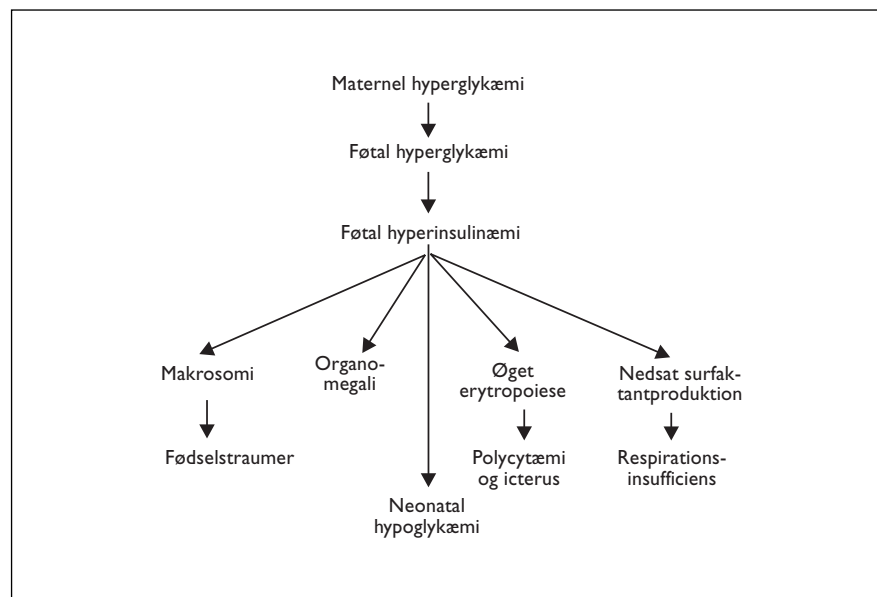 Maternel hyperglykæmi
Føtal hyperglykæmi
Føtal hyperinsulinæmi
Makrosomi
Organo-
megali
Øget
erytropoiese
Nedsat surfak-
tantproduktion
Fødselstraumer
Polycytæmi
og icterus
Respirations-
insufficiens
Neonatal
hypoglykæmi